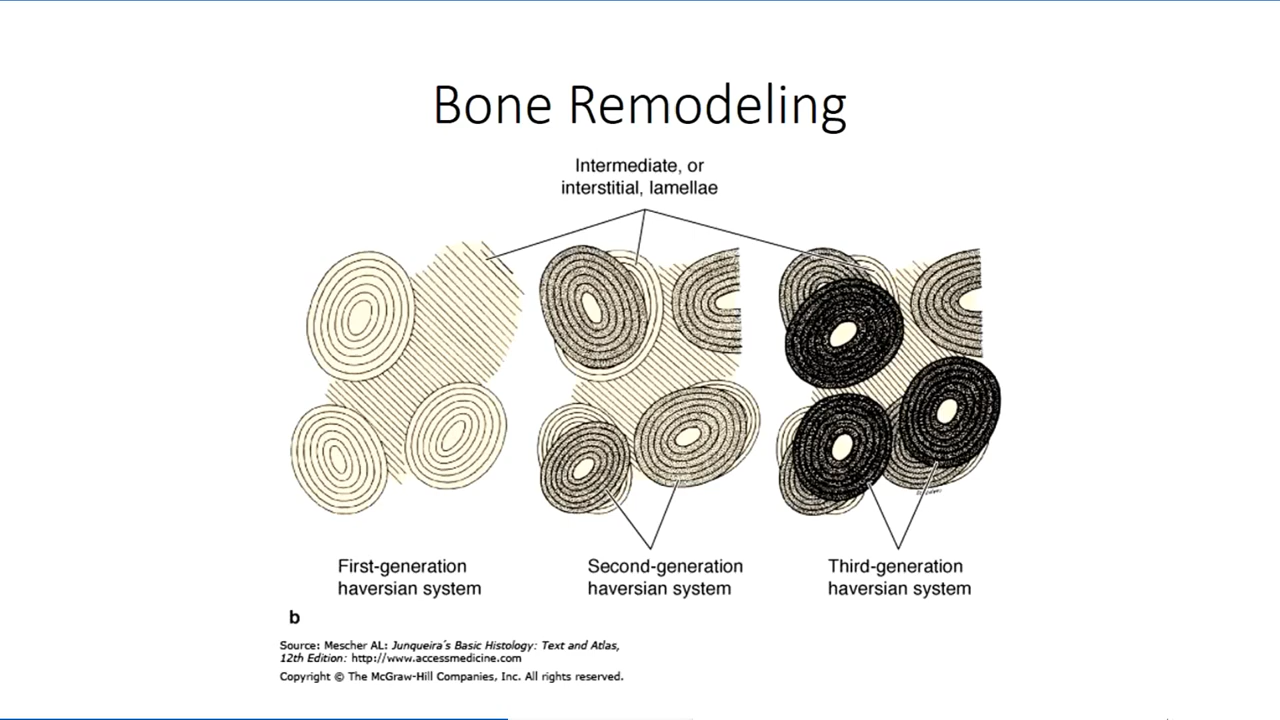 Bone Remodeling
Intermediate, or
interstitial, lamellae
First-generation
haversian system
Second-generation
haversian system
Third-generation
haversian system
b
Source: Mescher AL: Junqueira´s Basic Histology: Text and Atlas,
12th Edition: http://www.accessmedicine.com
Copyright © The McGraw-Hill Companies, Inc. All rights reserved.